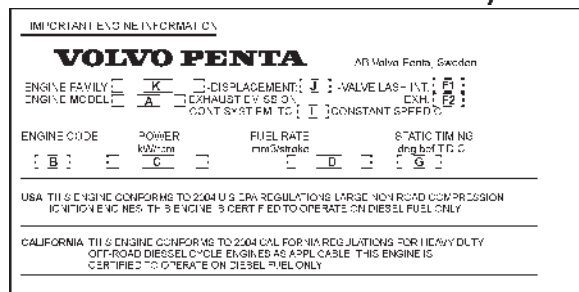 IMPORTANT ENGINE INFORMATION
VOLVO PENTA
AB Volvo Penta, Sweden
ENGINE FAMILY K DISPLACEMENT: J VALVE LASH INT. F1
ENGINE MODEL A EXHAUST EMISSION EXH. F2
CONT SYSTEM TO I CONSTANT SPEED
ENGINE CODE POWER FUEL RATE STATIC TIMING
kW/rpm mm3/stroke deg bef T.D.C
B C D G
USA THIS ENGINE CONFORMS TO 2004 U S EPA REGULATIONS LARGE NON ROAD COMPRESSION
IGNITION ENGINES. THIS ENGINE IS CERTIFIED TO OPERATE ON DIESEL FUEL ONLY
CALIFORNIA THIS ENGINE CONFORMS TO 2004 CALIFORNIA REGULATIONS FOR HEAVY DUTY
OFF-ROAD DIESSEL CYCLE ENGINES AS APPLICABLE THIS ENGINE IS
CERTIFIED TO OPERATE ON DIESEL FUEL ONLY